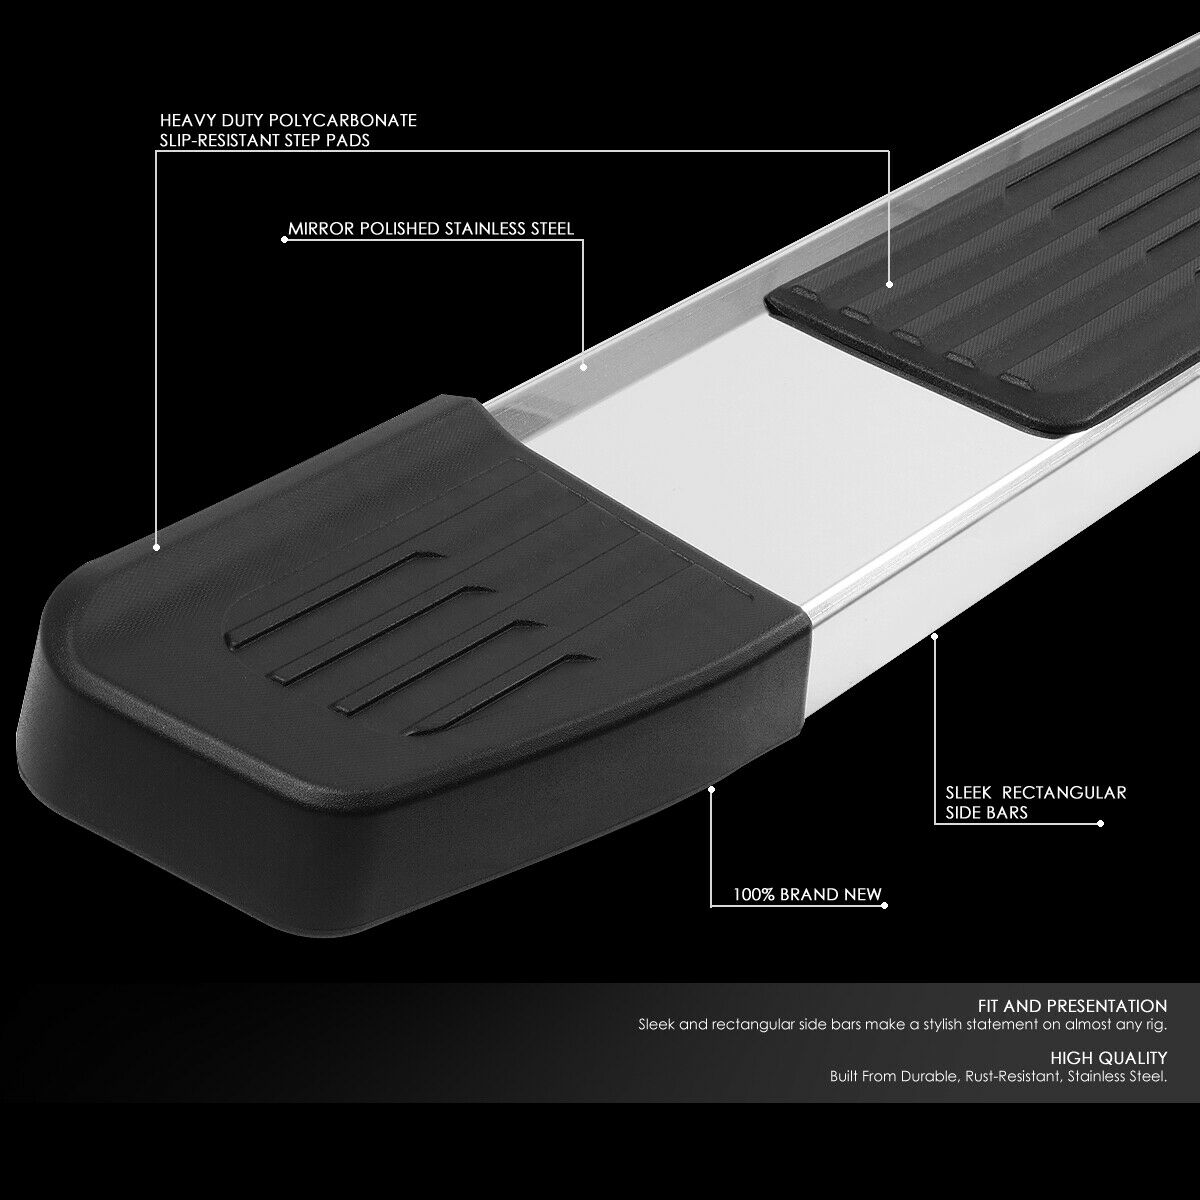 HEAVY DUTY POLYCARBONATE
SLIP-RESISTANT STEP PADS
MIRROR POLISHED STAINLESS STEEL
SLEEK RECTANGULAR
SIDE BARS
100% BRAND NEW
FIT AND PRESENTATION
Sleek and rectangular side bars make a stylish statement on almost any rig.
HIGH QUALITY
Built From Durable, Rust-Resistant, Stainless Steel.